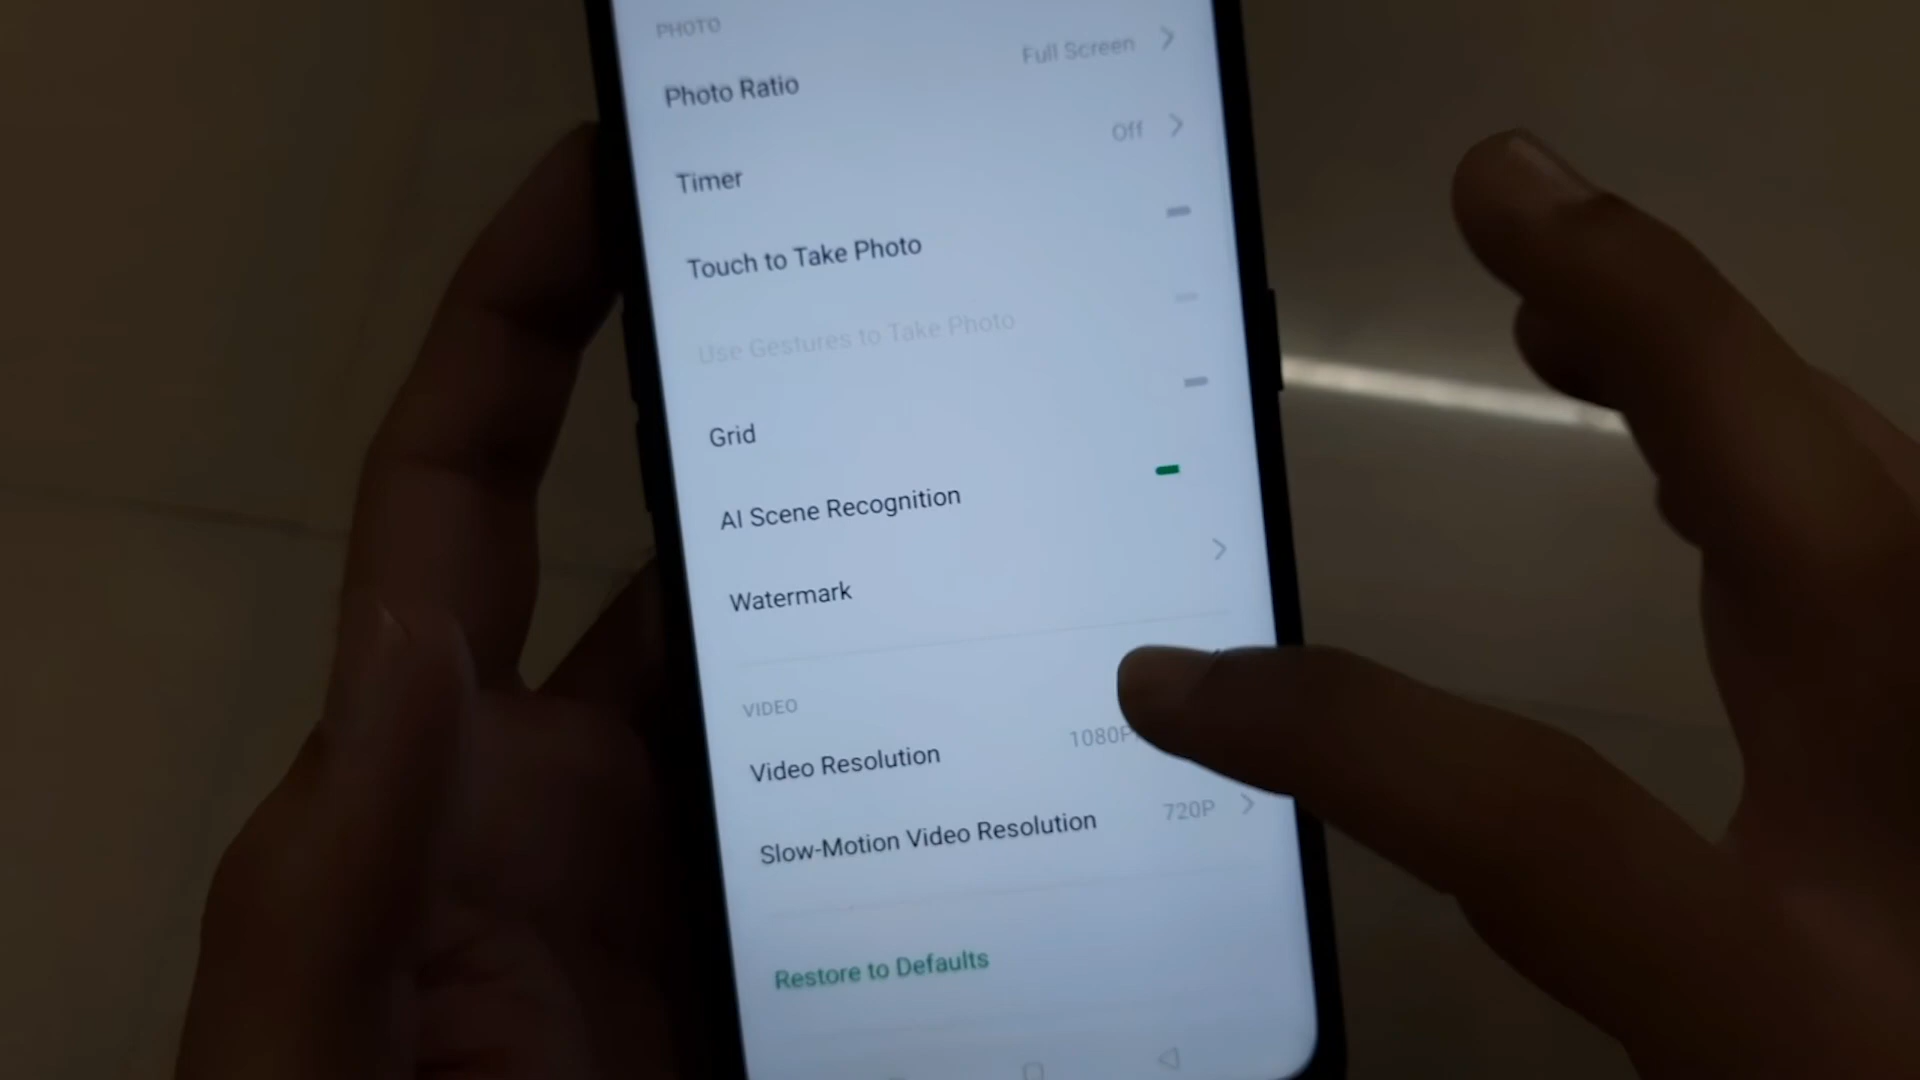 PHOTO
Photo Ratio Full Screen
Timer Off
Touch to Take Photo
Use Gestures to Take Photo
Grid
AI Scene Recognition
Watermark
VIDEO
Video Resolution 1080P
Slow-Motion Video Resolution 720P
Restore to Defaults